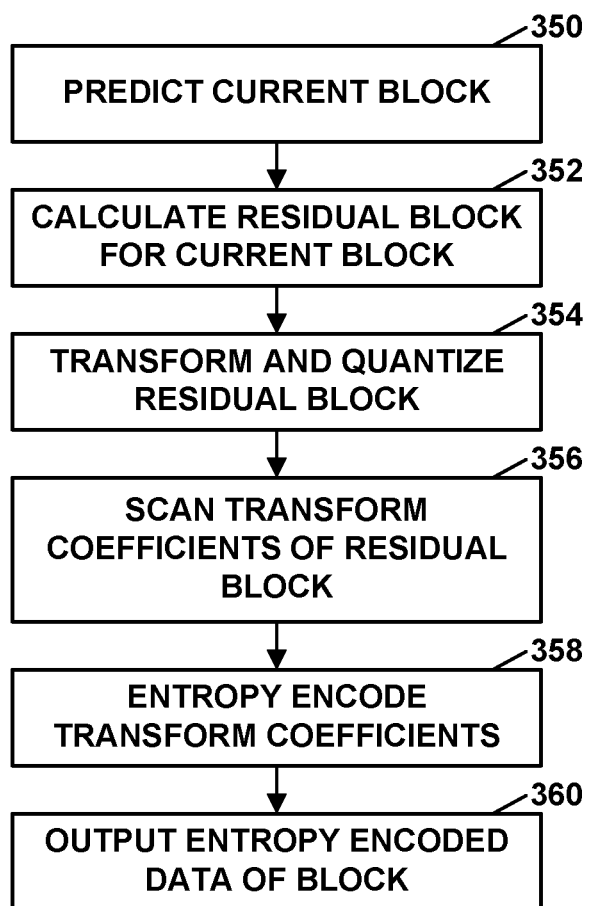 350
PREDICT CURRENT BLOCK
352
CALCULATE RESIDUAL BLOCK
FOR CURRENT BLOCK
354
TRANSFORM AND QUANTIZE
RESIDUAL BLOCK
356
SCAN TRANSFORM
COEFFICIENTS OF RESIDUAL
BLOCK
358
ENTROPY ENCODE
TRANSFORM COEFFICIENTS
360
OUTPUT ENTROPY ENCODED
DATA OF BLOCK